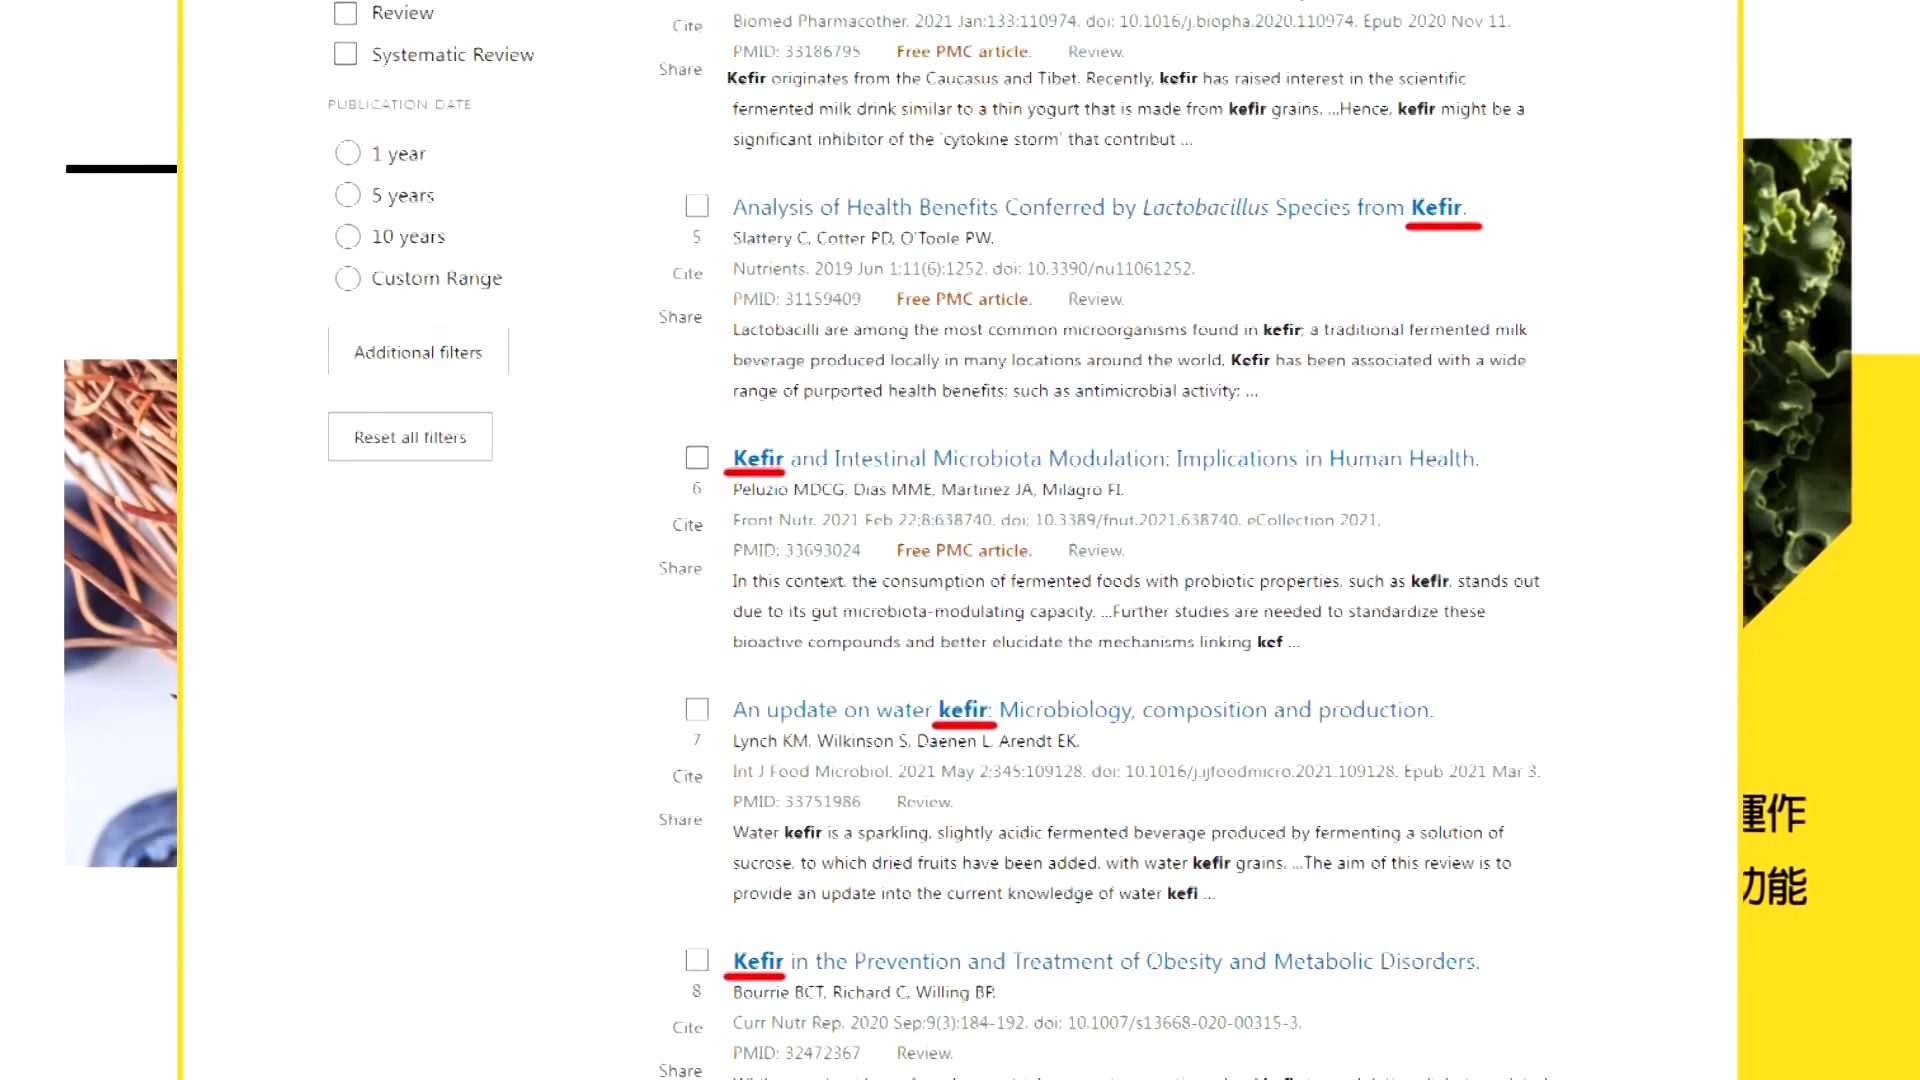 Review
Systematic Review
PUBLICATION DATE
1 year
5 years
10 years
Custom Range
Additional filters
Reset all filters
Cite
Share
Biomed Pharmacother. 2021 Jan;133:110974. doi: 10.1016/j.biopha.2020.110974. Epub 2020 Nov 11.
PMID: 33186795 Free PMC article. Review.
Kefir originates from the Caucasus and Tibet. Recently, kefir has raised interest in the scientific
fermented milk drink similar to a thin yogurt that is made from kefir grains. ...Hence, kefir might be a
significant inhibitor of the 'cytokine storm' that contribut ...
5
Cite
Share
Analysis of Health Benefits Conferred by Lactobacillus Species from Kefir.
Slattery C, Cotter PD, O'Toole PW.
Nutrients. 2019 Jun 1;11(6):1252. doi: 10.3390/nu11061252.
PMID: 31159409 Free PMC article. Review.
Lactobacilli are among the most common microorganisms found in kefir; a traditional fermented milk
beverage produced locally in many locations around the world. Kefir has been associated with a wide
range of purported health benefits; such as antimicrobial activity; ...
6
Cite
Share
Kefir and Intestinal Microbiota Modulation: Implications in Human Health.
Peluzio MDCG, Dias MME, Martinez JA, Milagro FI.
Front Nutr. 2021 Feb 22;8:638740. doi: 10.3389/fnut.2021.638740. eCollection 2021.
PMID: 33693024 Free PMC article. Review.
In this context, the consumption of fermented foods with probiotic properties, such as kefir, stands out
due to its gut microbiota-modulating capacity. ...Further studies are needed to standardize these
bioactive compounds and better elucidate the mechanisms linking kef ...
7
Cite
Share
An update on water kefir: Microbiology, composition and production.
Lynch KM, Wilkinson S, Daenen L, Arendt EK.
Int J Food Microbiol. 2021 May 2;345:109128. doi: 10.1016/j.ijfoodmicro.2021.109128. Epub 2021 Mar 3.
PMID: 33751986 Review.
Water kefir is a sparkling, slightly acidic fermented beverage produced by fermenting a solution of
sucrose, to which dried fruits have been added, with water kefir grains. ...The aim of this review is to
provide an update into the current knowledge of water kefi ...
8
Cite
Share
Kefir in the Prevention and Treatment of Obesity and Metabolic Disorders.
Bourrie BCT, Richard C, Willing BP.
Curr Nutr Rep. 2020 Sep;9(3):184-192. doi: 10.1007/s13668-020-00315-3.
PMID: 32472367 Review.
運作
功能